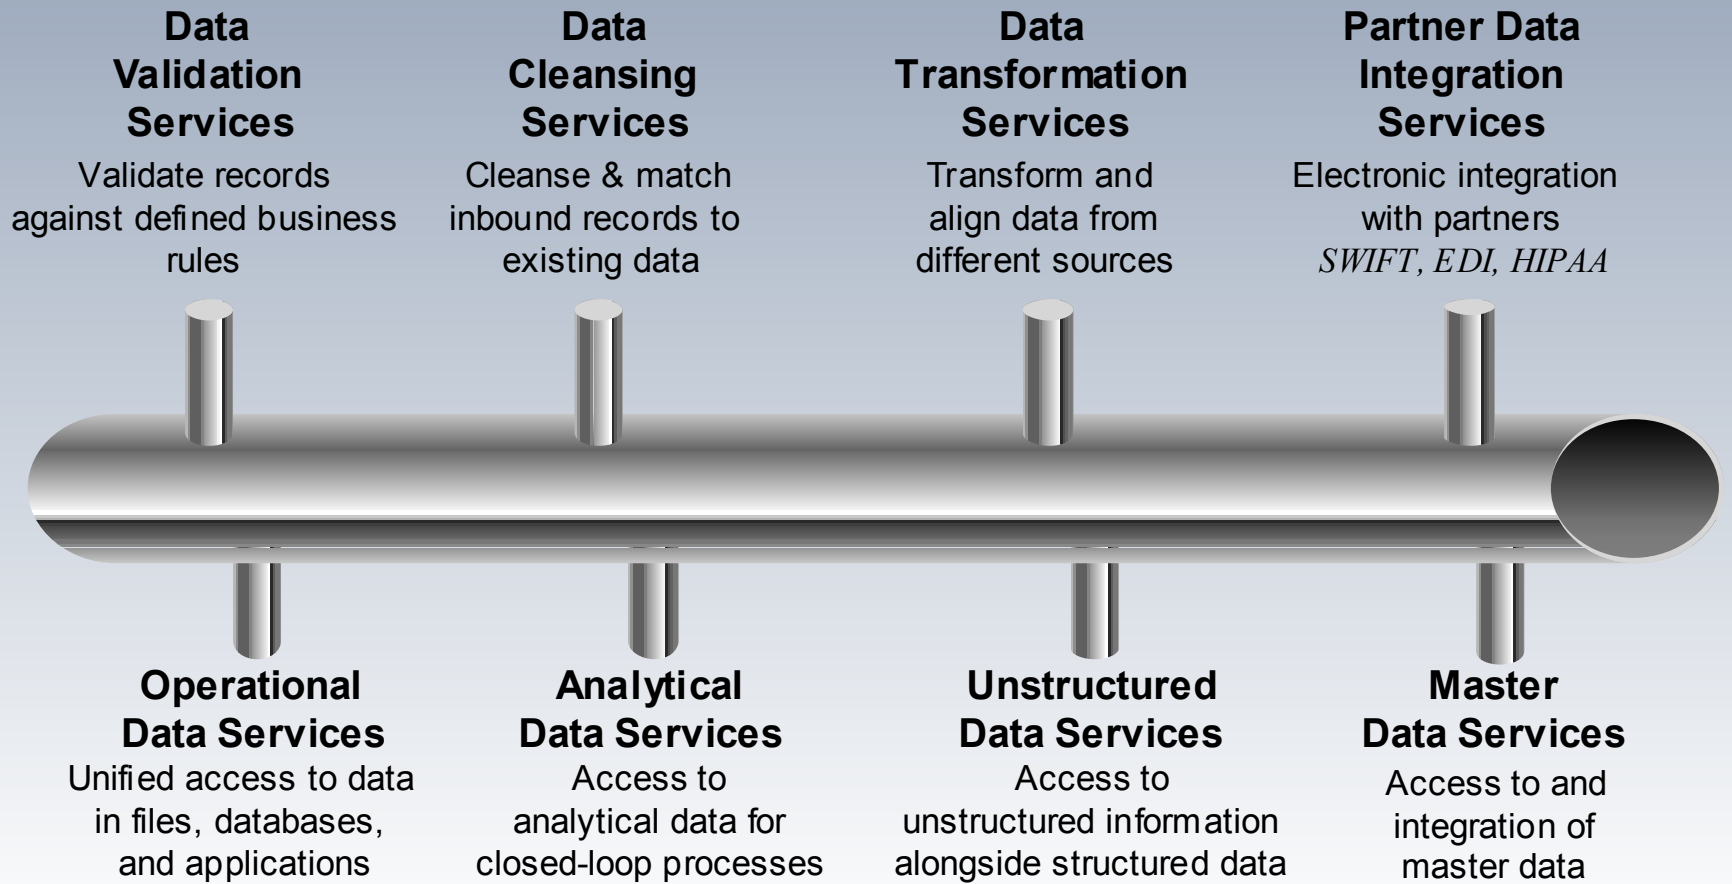 Data
Validation
Services
Validate records
against defined business
rules
Data
Cleansing
Services
Cleanse & match
inbound records to
existing data
Data
Transformation
Services
Transform and
align data from
different sources
Partner Data
Integration
Services
Electronic integration
with partners
SWIFT, EDI, HIPAA
Operational
Data Services
Unified access to data
in files, databases,
and applications
Analytical
Data Services
Access to
analytical data for
closed-loop processes
Unstructured
Data Services
Access to
unstructured information
alongside structured data
Master
Data Services
Access to and
integration of
master data